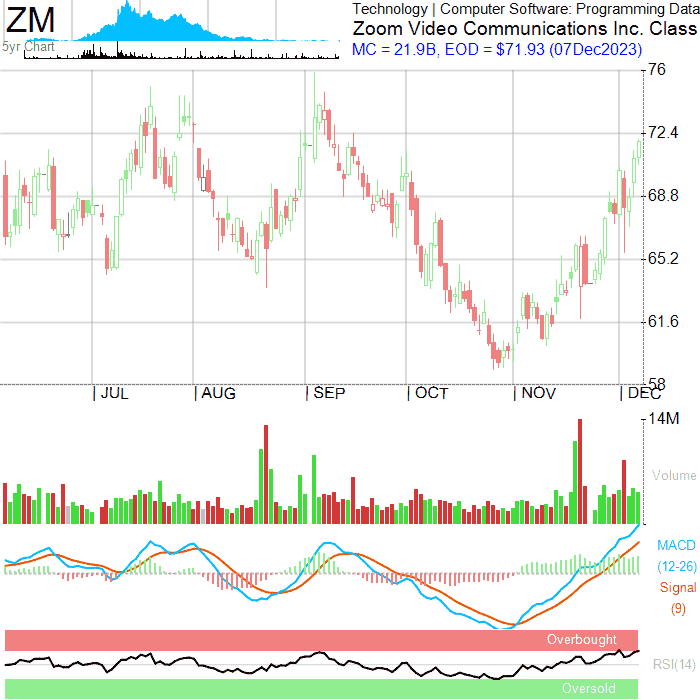 ZM
5yr Chart
Technology | Computer Software: Programming Data
Zoom Video Communications Inc. Class
MC = 21.9B, EOD = $71.93 (07Dec2023)
76
72.4
68.8
65.2
61.6
58
JUL AUG SEP OCT NOV DEC
14M
Volume
MACD
(12-26)
Signal
(9)
Overbought
RSI(14)
Oversold